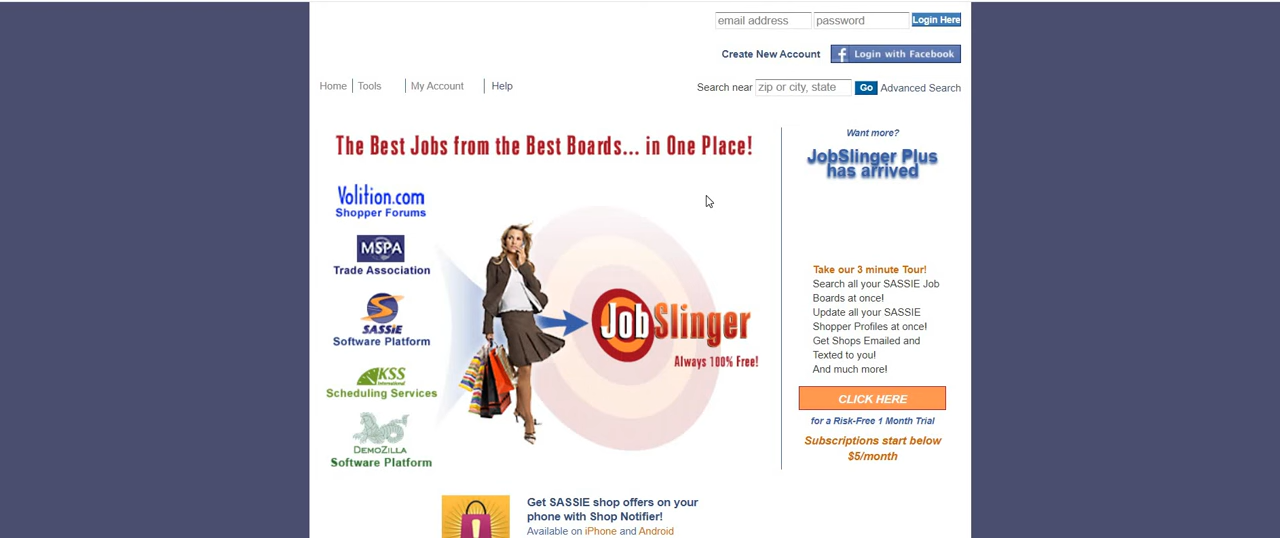 email address
password
Login Here
Create New Account
f Login with Facebook
Home
Tools
My Account
Help
Search near
zip or city, state
Go
Advanced Search
The Best Jobs from the Best Boards... in One Place!
Volition.com
Shopper Forums
MSPA
Trade Association
SASSIE
Software Platform
KSS
International
Scheduling Services
DEMOZILLA
Software Platform
JobSlinger
Always 100% Free!
Want more?
JobSlinger Plus
has arrived
Take our 3 minute Tour!
Search all your SASSIE Job
Boards at once!
Update all your SASSIE
Shopper Profiles at once!
Get Shops Emailed and
Texted to you!
And much more!
CLICK HERE
for a Risk-Free 1 Month Trial
Subscriptions start below
$5/month
Get SASSIE shop offers on your
phone with Shop Notifier!
Available on iPhone and Android